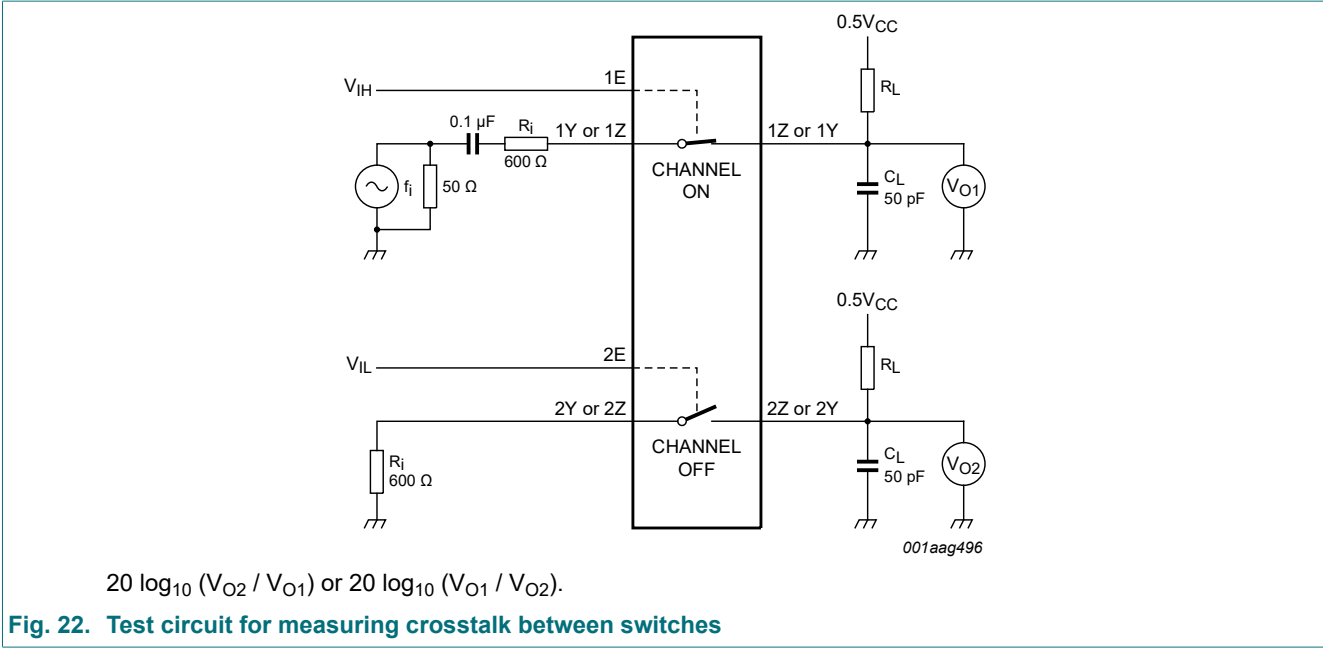 0.5VCC
RL
1E
VIH
0.1 µF
Ri
600 Ω
1Y or 1Z
1Z or 1Y
fi
50 Ω
CHANNEL
ON
CL
50 pF
VO1
0.5VCC
RL
2E
VIL
2Y or 2Z
2Z or 2Y
Ri
600 Ω
CHANNEL
OFF
CL
50 pF
VO2
001aag496
20 log10 (VO2 / VO1) or 20 log10 (VO1 / VO2).
Fig. 22. Test circuit for measuring crosstalk between switches